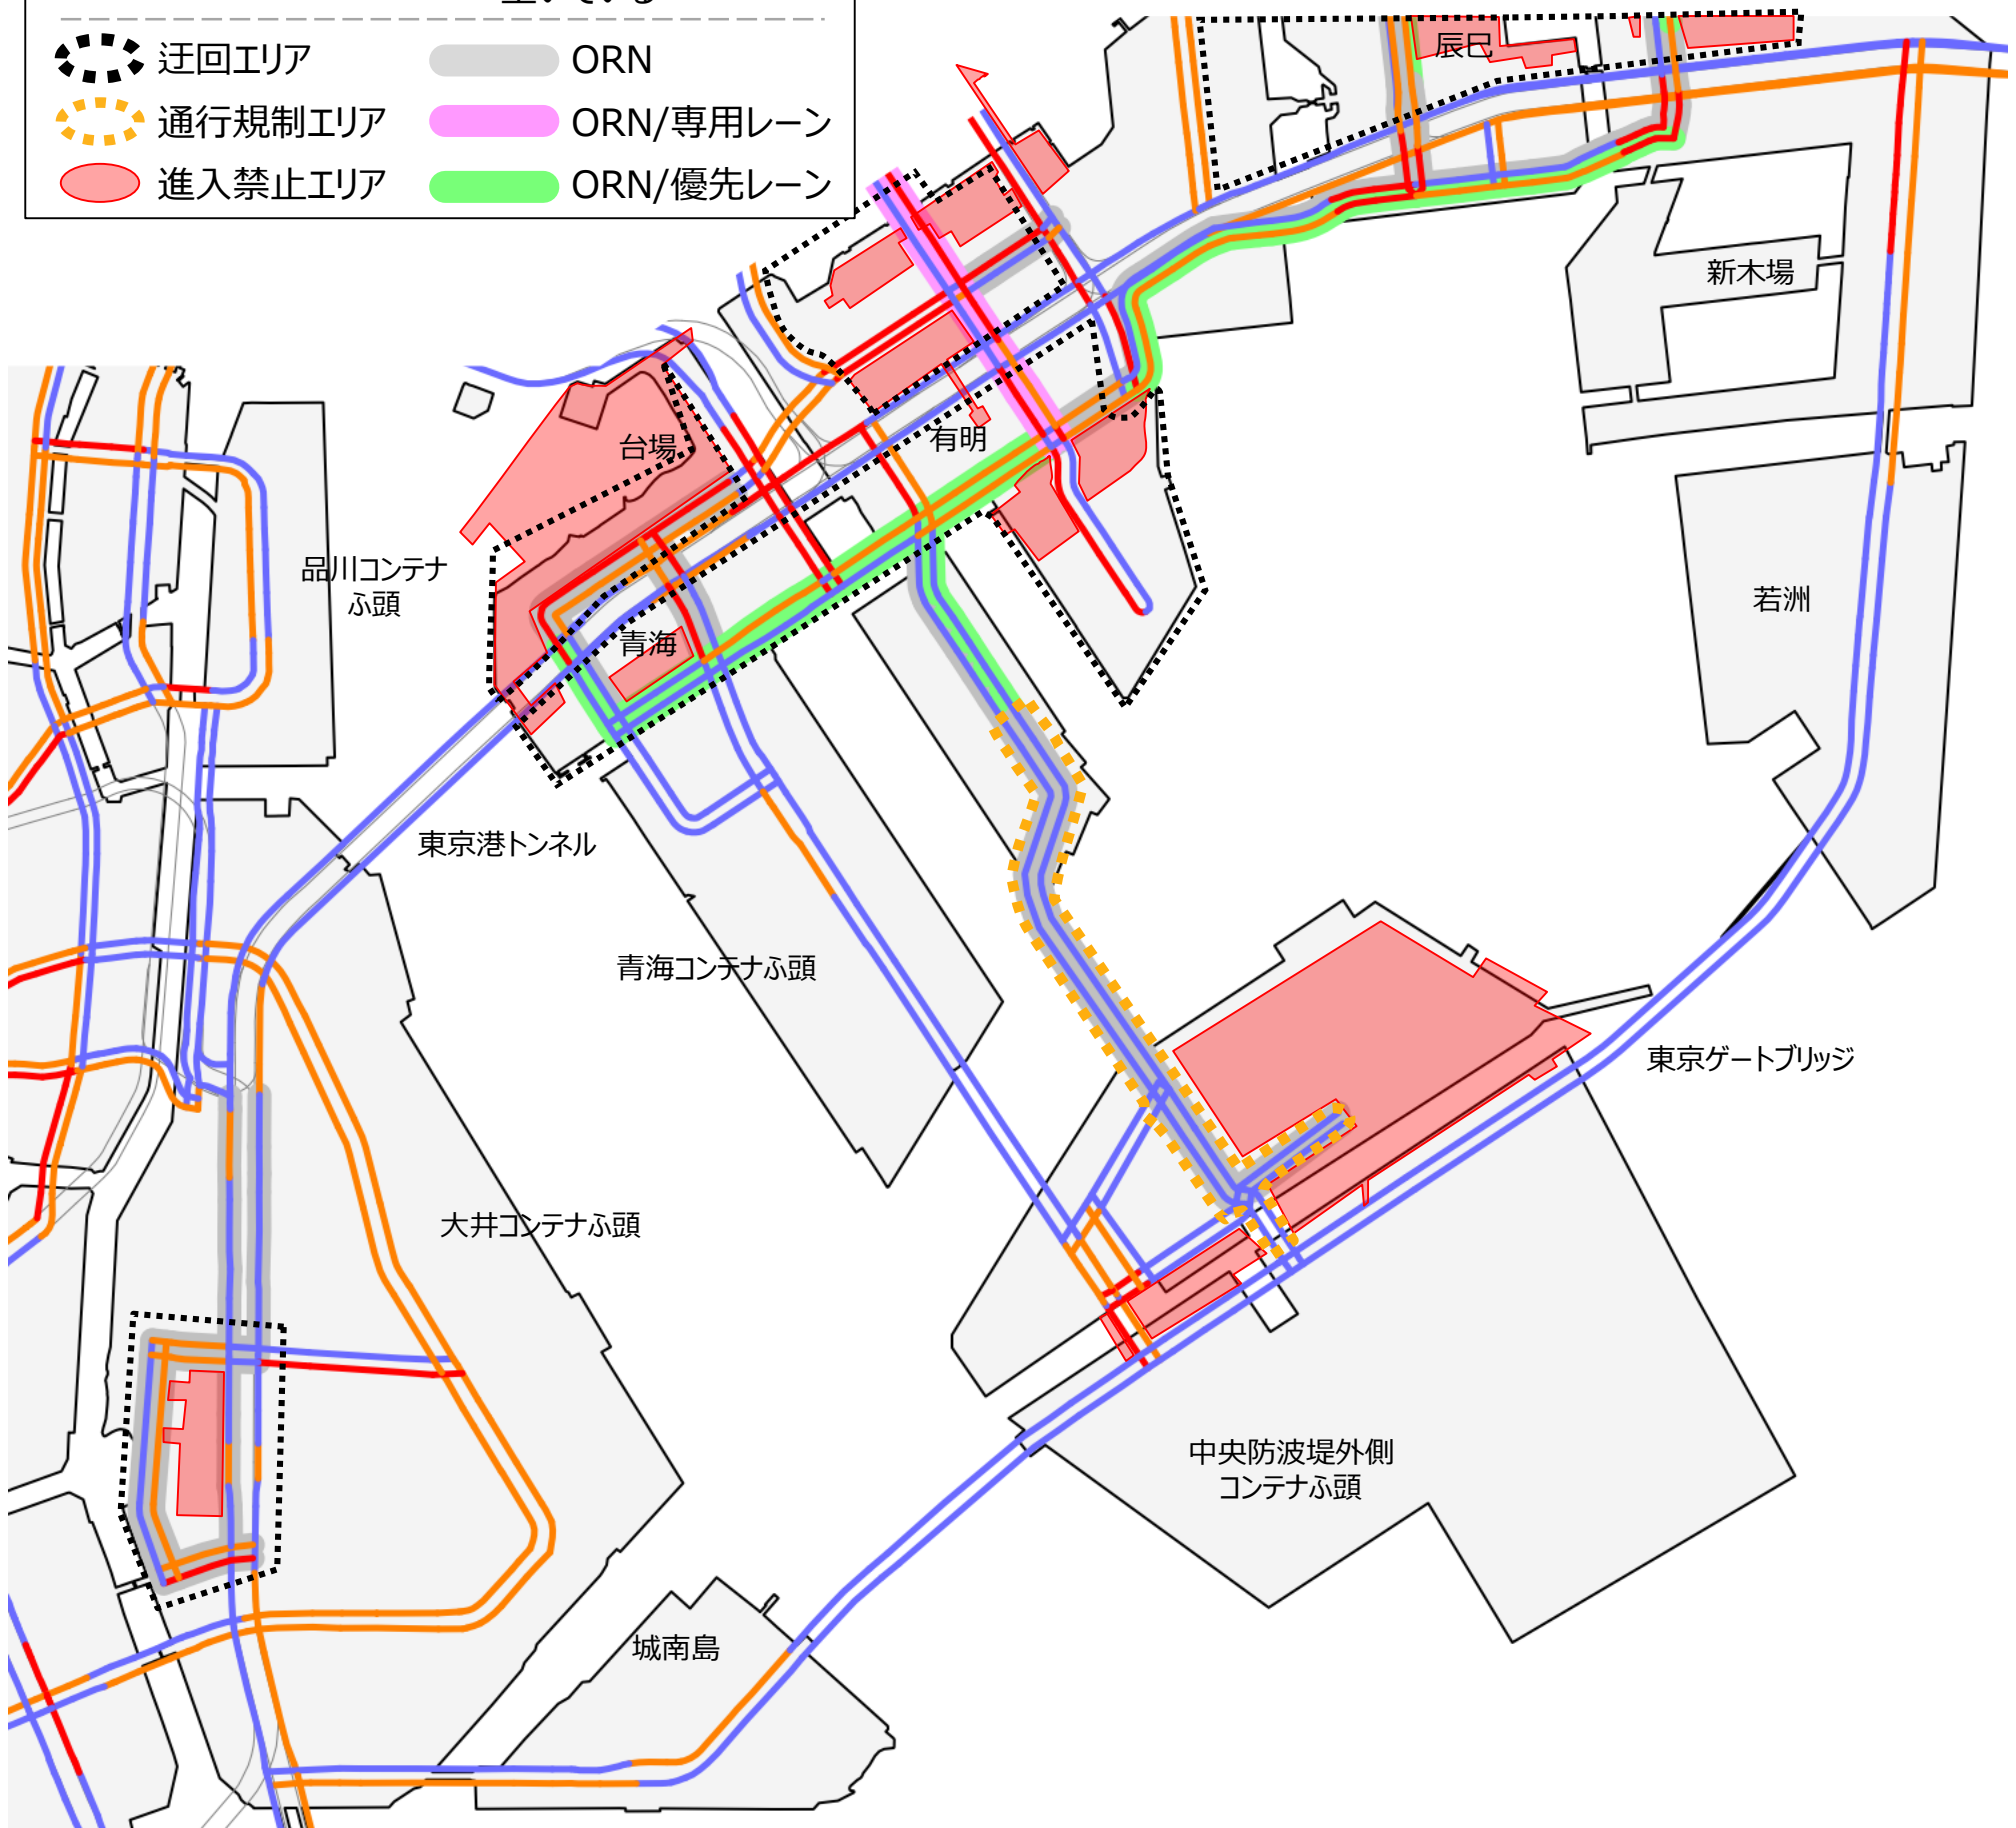 空いている
迂回エリア
ORN
通行規制エリア
ORN/専用レーン
進入禁止エリア
ORN/優先レーン
辰巳
新木場
有明
台場
品川コンテナ
ふ頭
青海
若洲
東京港トンネル
青海コンテナふ頭
東京ゲートブリッジ
大井コンテナふ頭
中央防波堤外側
コンテナふ頭
城南島